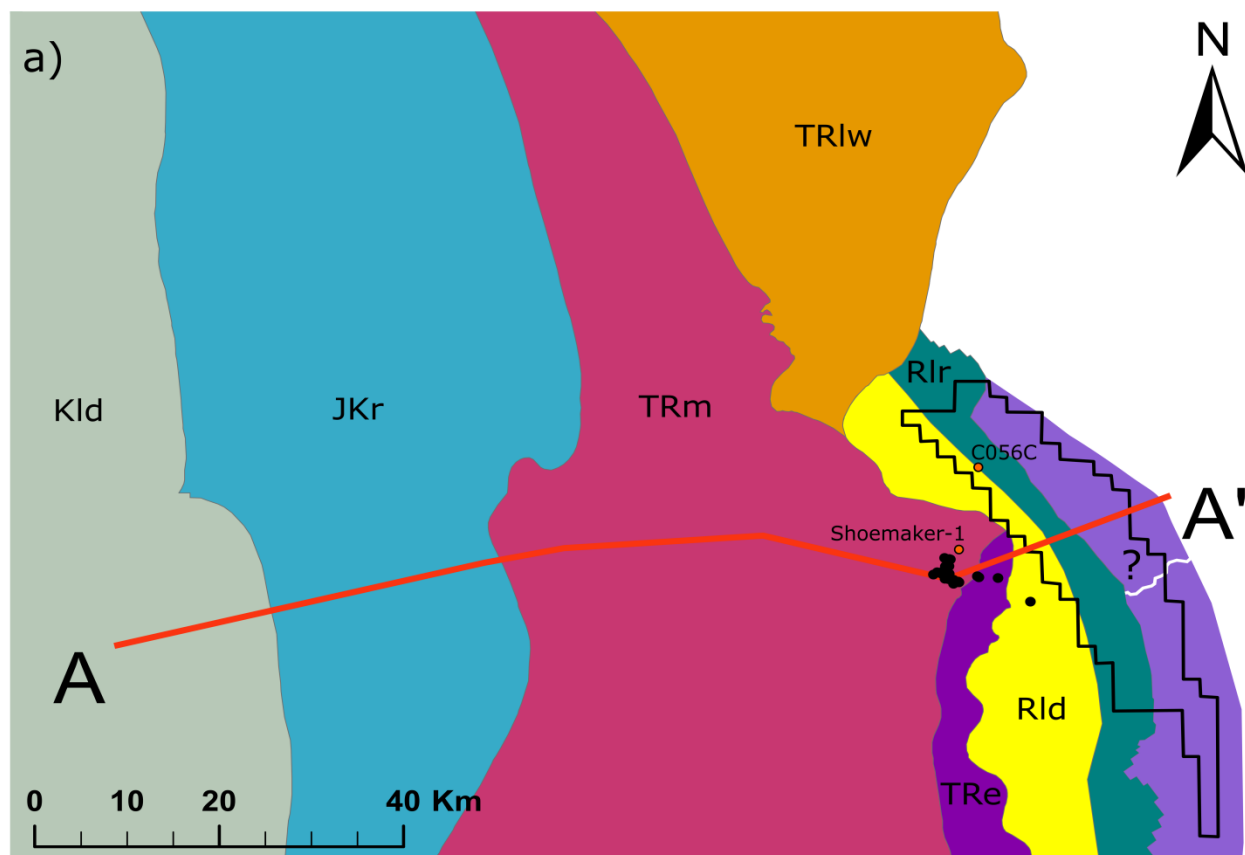 a)
N
TRlw
Rlr
Kld
JKr
TRm
C056C
A'
Shoemaker-1
?
A
Rld
TRe
0 10 20 40 Km